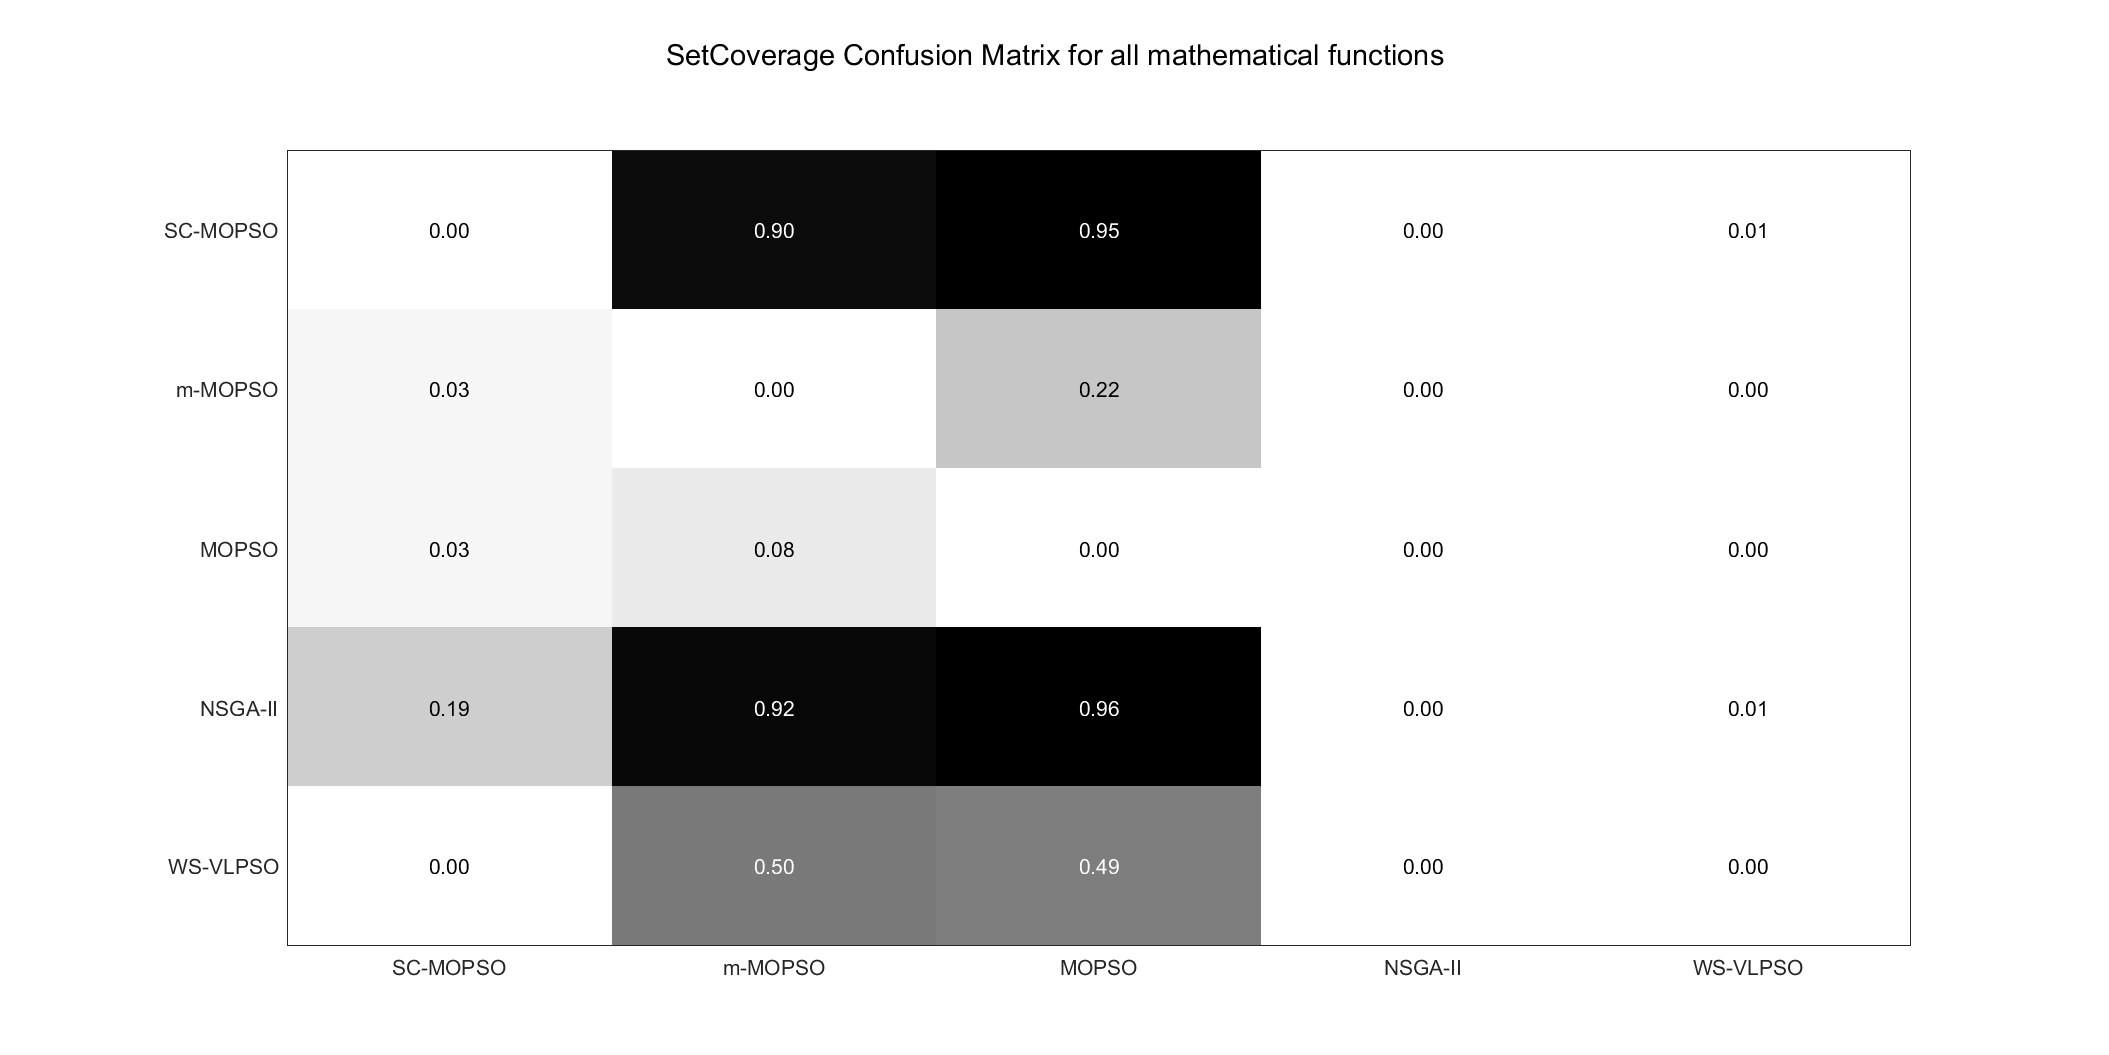 SetCoverage Confusion Matrix for all mathematical functions
SC-MOPSO 0.00 0.90 0.95 0.00 0.01
m-MOPSO 0.03 0.00 0.22 0.00 0.00
MOPSO 0.03 0.08 0.00 0.00 0.00
NSGA-II 0.19 0.92 0.96 0.00 0.01
WS-VLPSO 0.00 0.50 0.49 0.00 0.00
SC-MOPSO m-MOPSO MOPSO NSGA-II WS-VLPSO